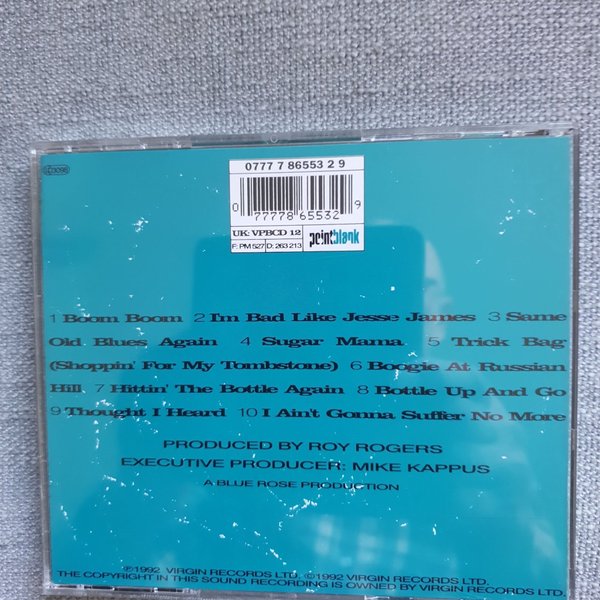 0777 7 86553 2 9
0 77778 65532 9
UK: VPBCD 12
F: PM 527 D: 263 213
pointblank
1 Boom Boom 2 I'm Bad Like Jesse James 3 Same
Old Blues Again 4 Sugar Mama 5 Trick Bag
(Shoppin' For My Tombstone) 6 Boogie At Russian
Hill 7 Hittin' The Bottle Again 8 Bottle Up And Go
9 Thought I Heard 10 I Ain't Gonna Suffer No More
PRODUCED BY ROY ROGERS
EXECUTIVE PRODUCER: MIKE KAPPUS
A BLUE ROSE PRODUCTION
℗1992 VIRGIN RECORDS LTD. ©1992 VIRGIN RECORDS LTD.
THE COPYRIGHT IN THIS SOUND RECORDING IS OWNED BY VIRGIN RECORDS LTD.